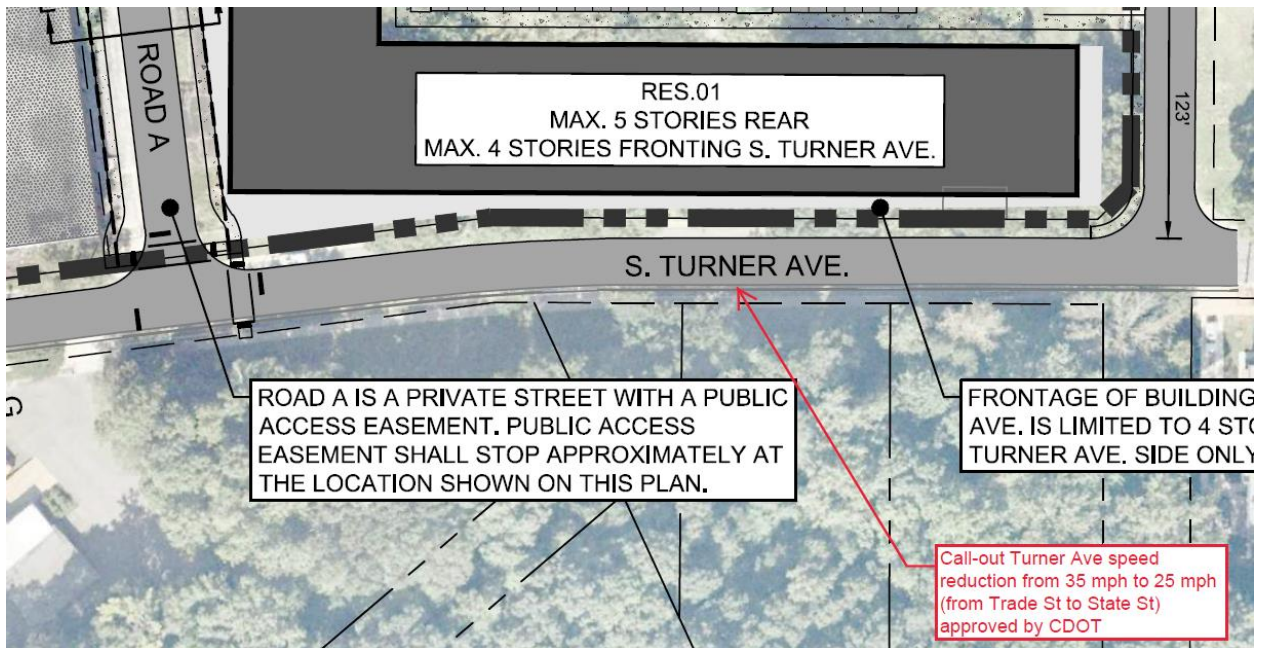 ROAD A
RES.01
MAX. 5 STORIES REAR
MAX. 4 STORIES FRONTING S. TURNER AVE.
123'
S. TURNER AVE.
ROAD A IS A PRIVATE STREET WITH A PUBLIC
ACCESS EASEMENT. PUBLIC ACCESS
EASEMENT SHALL STOP APPROXIMATELY AT
THE LOCATION SHOWN ON THIS PLAN.
FRONTAGE OF BUILDING
AVE. IS LIMITED TO 4
TURNER AVE. SIDE ONLY
G
Call-out Turner Ave speed
reduction from 35 mph to 25 mph
(from Trade St to State St)
approved by CDOT